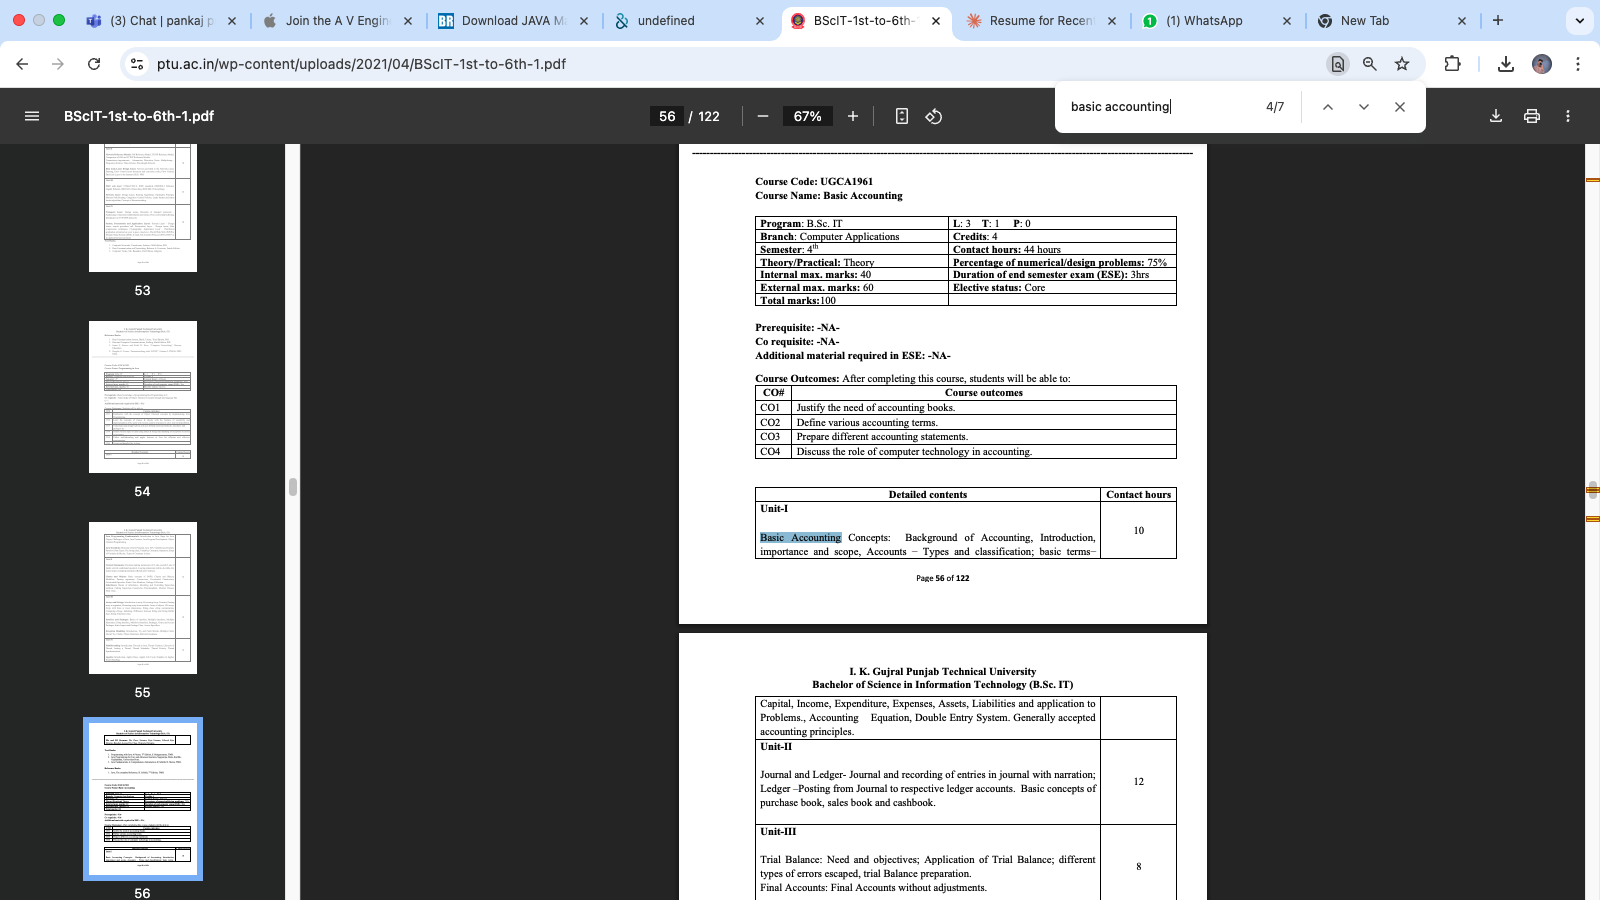 (3) Chat | pankaj p
Join the A V Engin
Download JAVA M
undefined
BScIT-1st-to-6th-
Resume for Recen
(1) WhatsApp
New Tab
ptu.ac.in/wp-content/uploads/2021/04/BScIT-1st-to-6th-1.pdf
basic accounting 4/7
BScIT-1st-to-6th-1.pdf
56 / 122
67%
53
54
55
56
Course Code: UGCA1961
Course Name: Basic Accounting
Program: B.Sc. IT L: 3 T: 1 P: 0
Branch: Computer Applications Credits: 4
Semester: 4th Contact hours: 44 hours
Theory/Practical: Theory Percentage of numerical/design problems: 75%
Internal max. marks: 40 Duration of end semester exam (ESE): 3hrs
External max. marks: 60 Elective status: Core
Total marks:100
Prerequisite: -NA-
Co requisite: -NA-
Additional material required in ESE: -NA-
Course Outcomes: After completing this course, students will be able to:
CO# Course outcomes
CO1 Justify the need of accounting books.
CO2 Define various accounting terms.
CO3 Prepare different accounting statements.
CO4 Discuss the role of computer technology in accounting.
Detailed contents Contact hours
Unit-I
10
Basic Accounting Concepts: Background of Accounting, Introduction,
importance and scope, Accounts – Types and classification; basic terms–
Page 56 of 122
I. K. Gujral Punjab Technical University
Bachelor of Science in Information Technology (B.Sc. IT)
Capital, Income, Expenditure, Expenses, Assets, Liabilities and application to
Problems., Accounting Equation, Double Entry System. Generally accepted
accounting principles.
Unit-II
Journal and Ledger- Journal and recording of entries in journal with narration; 12
Ledger –Posting from Journal to respective ledger accounts. Basic concepts of
purchase book, sales book and cashbook.
Unit-III
Trial Balance: Need and objectives; Application of Trial Balance; different 8
types of errors escaped, trial Balance preparation.
Final Accounts: Final Accounts without adjustments.